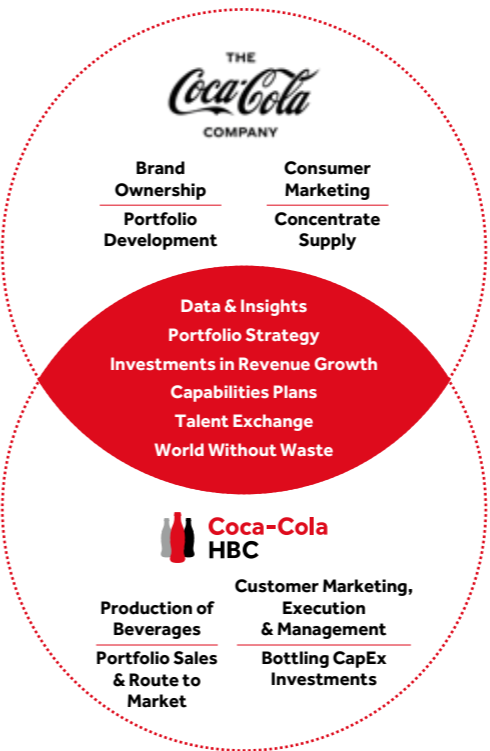 THE
Coca-Cola
COMPANY
Brand
Ownership
Portfolio
Development
Consumer
Marketing
Concentrate
Supply
Data & Insights
Portfolio Strategy
Investments in Revenue Growth
Capabilities Plans
Talent Exchange
World Without Waste
Coca-Cola
HBC
Production of
Beverages
Portfolio Sales
& Route to
Market
Customer Marketing,
Execution
& Management
Bottling CapEx
Investments